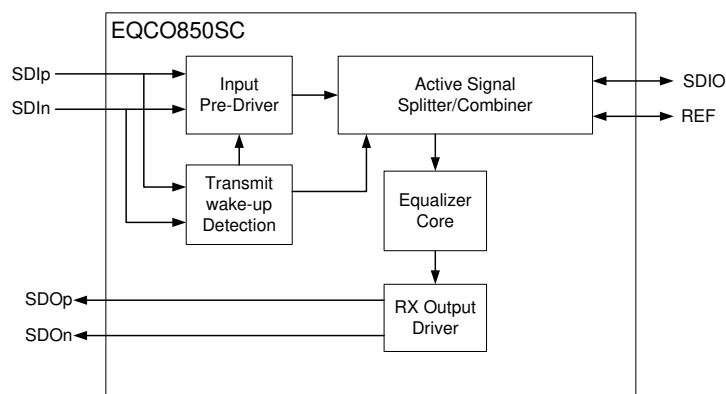 EQCO850SC
SDIp
SDIn
Input
Pre-Driver
Active Signal
Splitter/Combiner
SDIO
REF
Transmit
wake-up
Detection
Equalizer
Core
SDOp
SDOn
RX Output
Driver